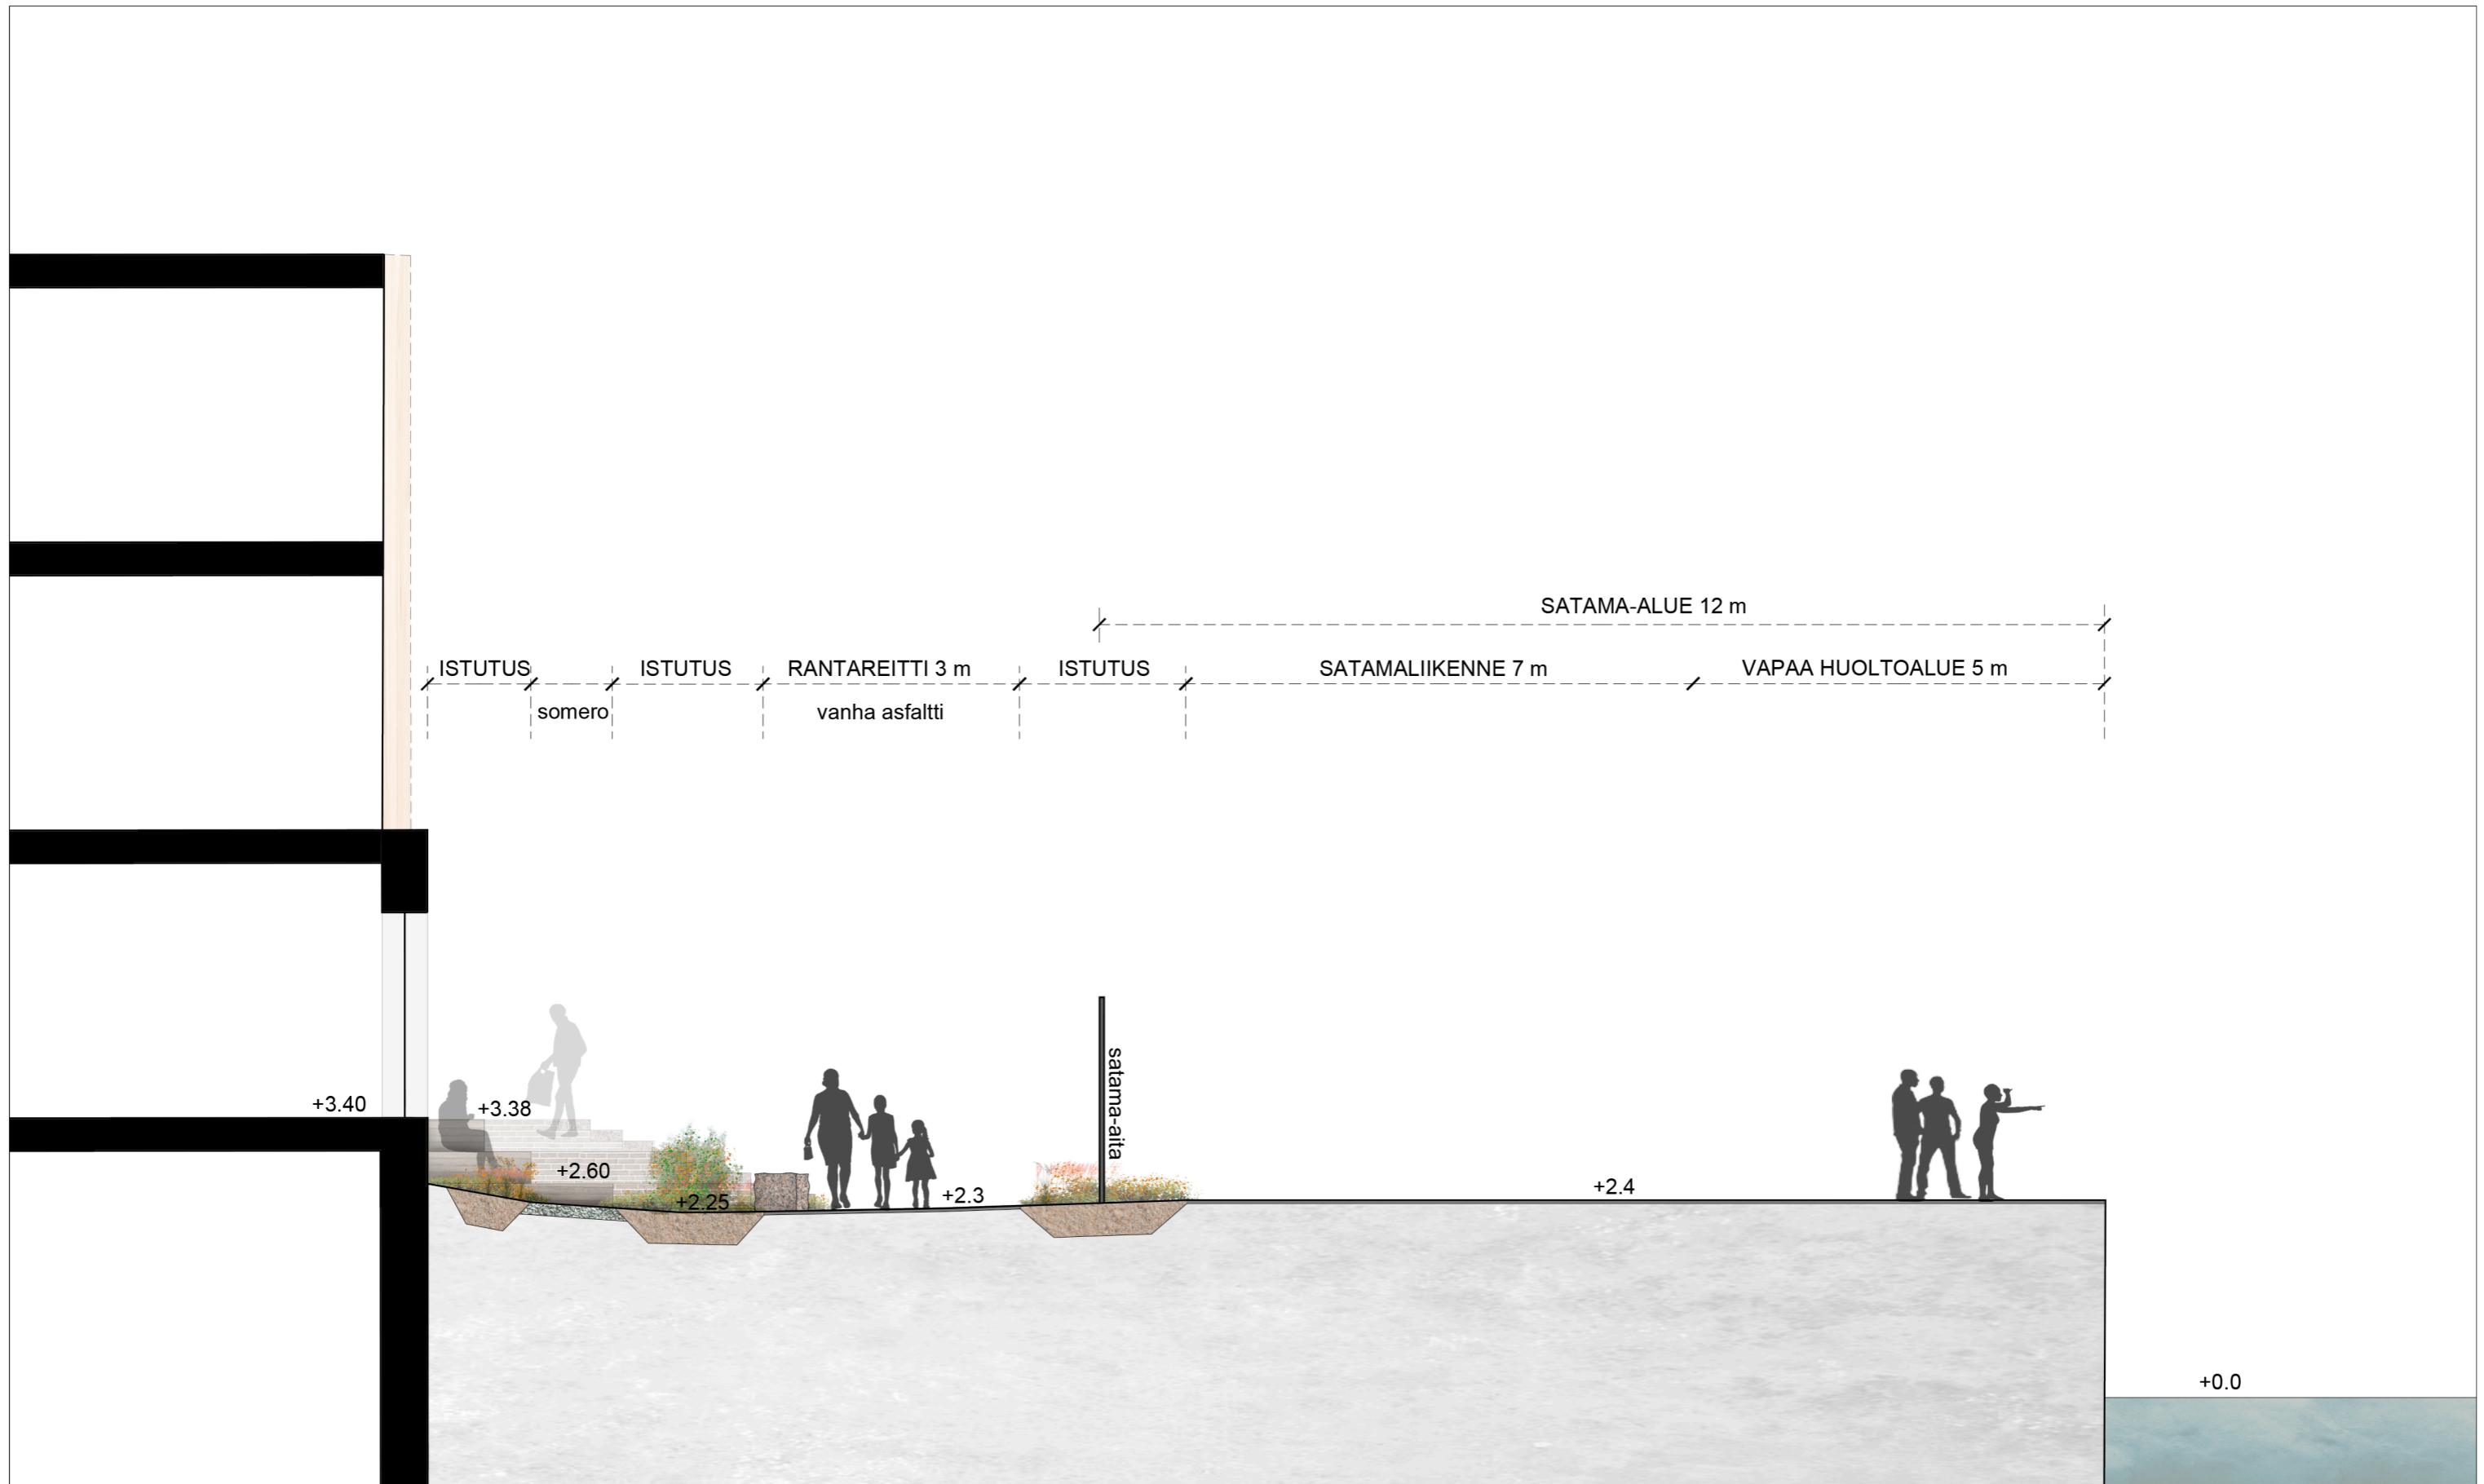 SATAMA-ALUE 12 m
ISTUTUS
ISTUTUS
RANTAREITTI 3 m
ISTUTUS
SATAMALIIKENNE 7 m
VAPAA HUOLTOALUE 5 m
somero
vanha asfaltti
satama-aita
+3.40
+3.38
+2.60
+2.25
+2.3
+2.4
+0.0